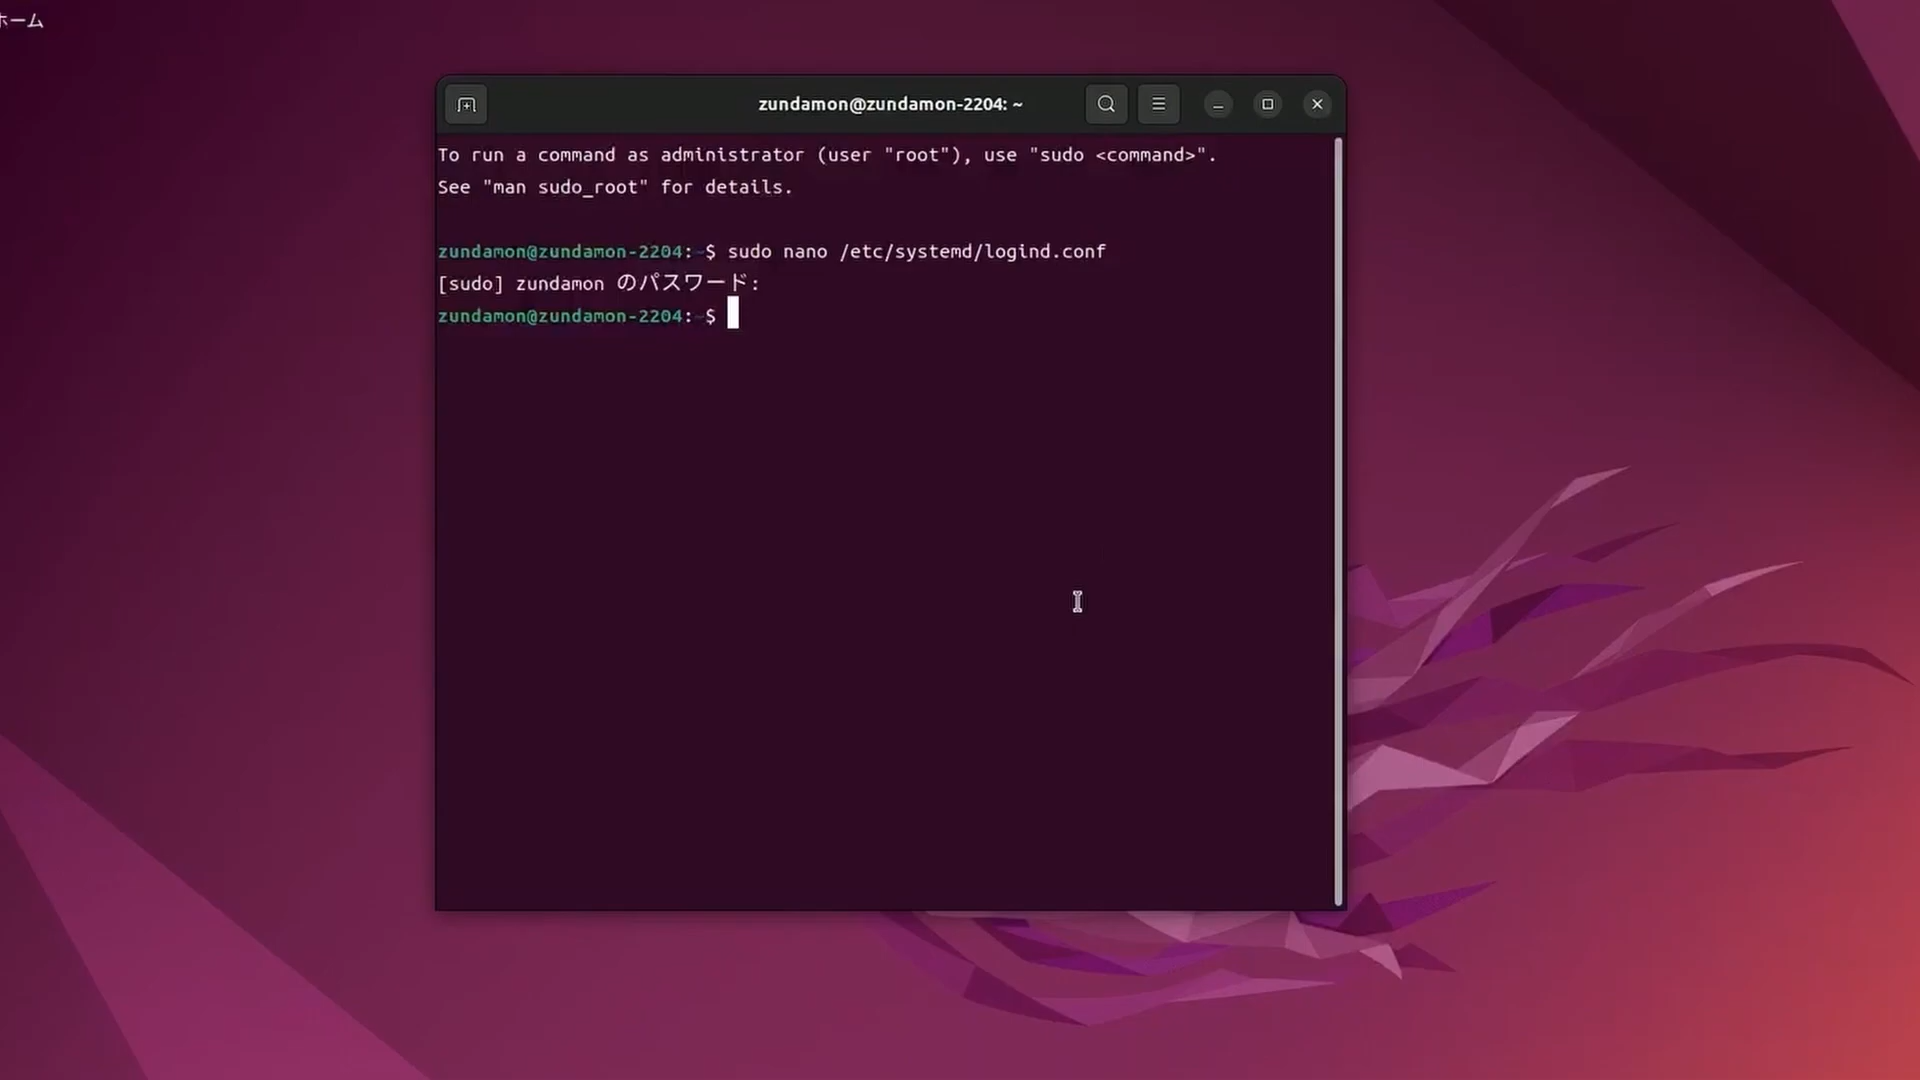 ホーム
zundamon@zundamon-2204: ~
To run a command as administrator (user "root"), use "sudo <command>".
See "man sudo_root" for details.
zundamon@zundamon-2204:~$ sudo nano /etc/systemd/logind.conf
[sudo] zundamon のパスワード:
zundamon@zundamon-2204:~$